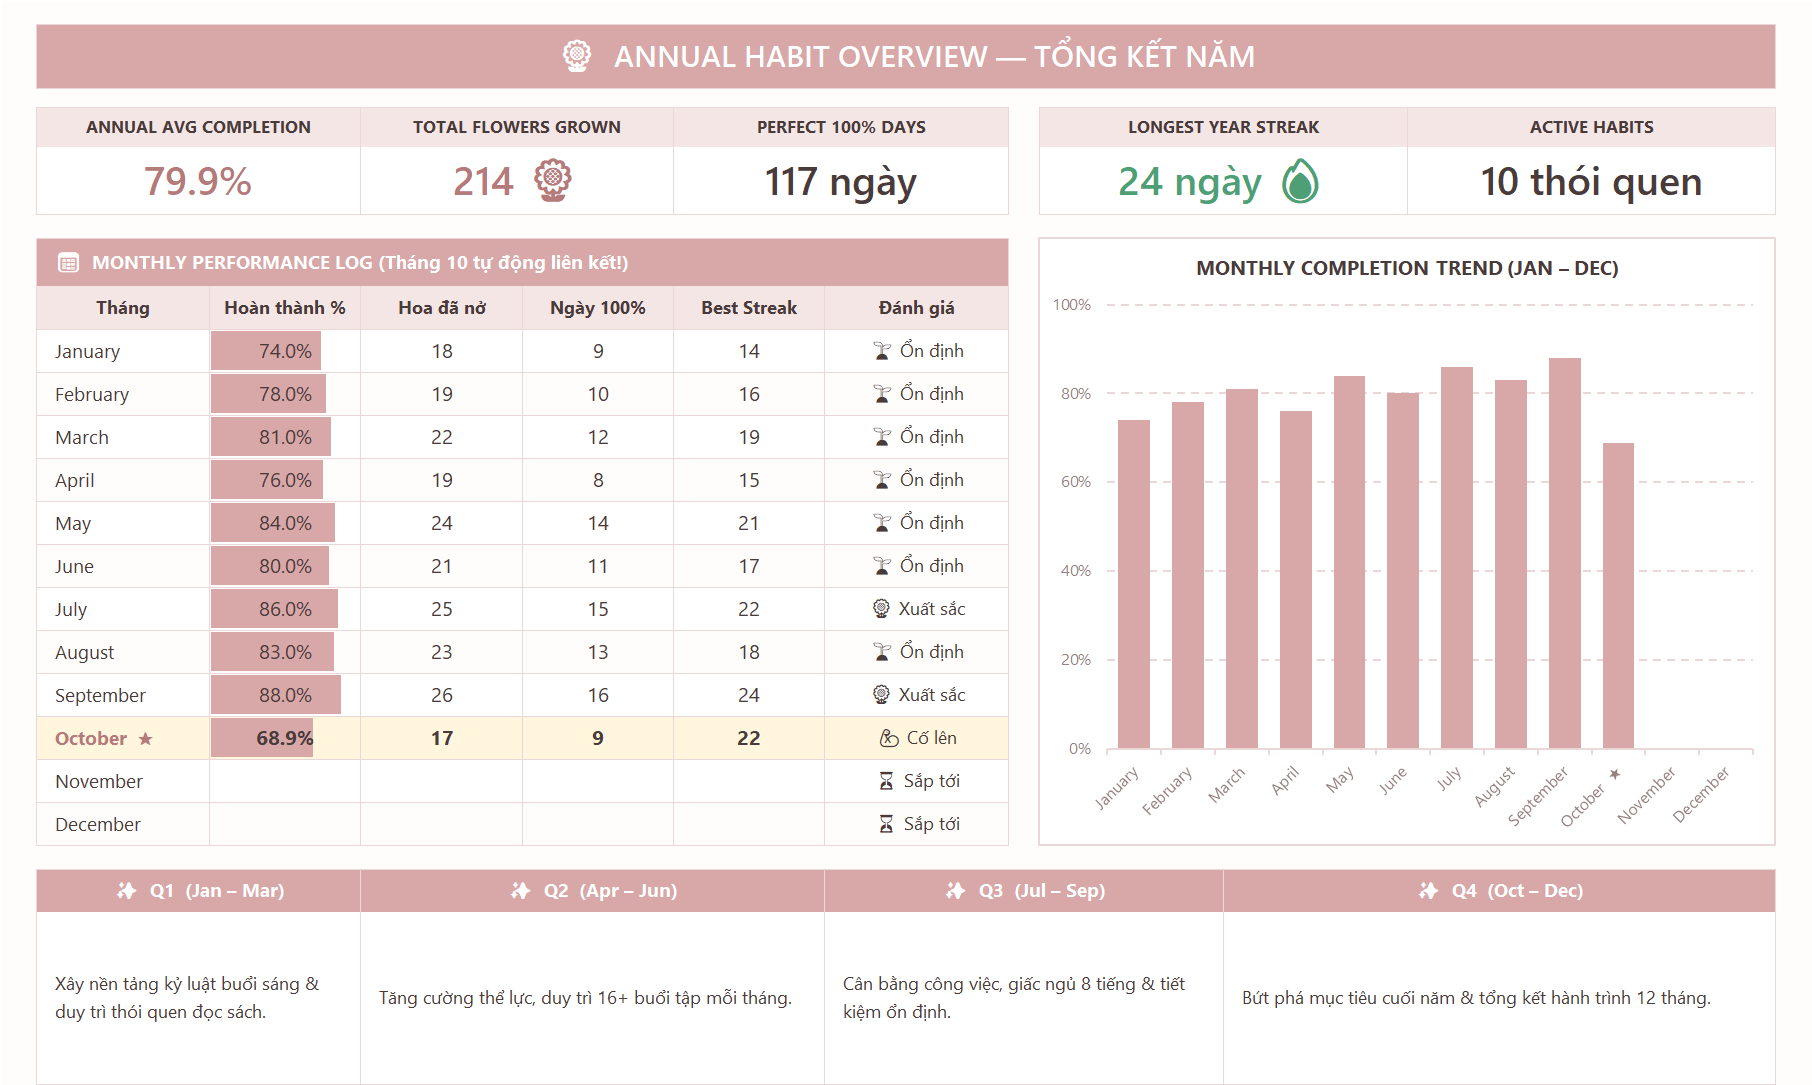 ANNUAL HABIT OVERVIEW — TỔNG KẾT NĂM
ANNUAL AVG COMPLETION
TOTAL FLOWERS GROWN
PERFECT 100% DAYS
LONGEST YEAR STREAK
ACTIVE HABITS
79.9%
214
117 ngày
24 ngày
10 thói quen
MONTHLY PERFORMANCE LOG (Tháng 10 tự động liên kết!)
Tháng Hoàn thành % Hoa đã nở Ngày 100% Best Streak Đánh giá
January 74.0% 18 9 14 Ổn định
February 78.0% 19 10 16 Ổn định
March 81.0% 22 12 19 Ổn định
April 76.0% 19 8 15 Ổn định
May 84.0% 24 14 21 Ổn định
June 80.0% 21 11 17 Ổn định
July 86.0% 25 15 22 Xuất sắc
August 83.0% 23 13 18 Ổn định
September 88.0% 26 16 24 Xuất sắc
October ★ 68.9% 17 9 22 Cố lên
November Sắp tới
December Sắp tới
MONTHLY COMPLETION TREND (JAN – DEC)
100%
80%
60%
40%
20%
0%
January
February
March
April
May
June
July
August
September
October ★
November
December
Q1 (Jan – Mar)
Q2 (Apr – Jun)
Q3 (Jul – Sep)
Q4 (Oct – Dec)
Xây nền tảng kỷ luật buổi sáng &
duy trì thói quen đọc sách.
Tăng cường thể lực, duy trì 16+ buổi tập mỗi tháng.
Cân bằng công việc, giấc ngủ 8 tiếng & tiết
kiệm ổn định.
Bứt phá mục tiêu cuối năm & tổng kết hành trình 12 tháng.